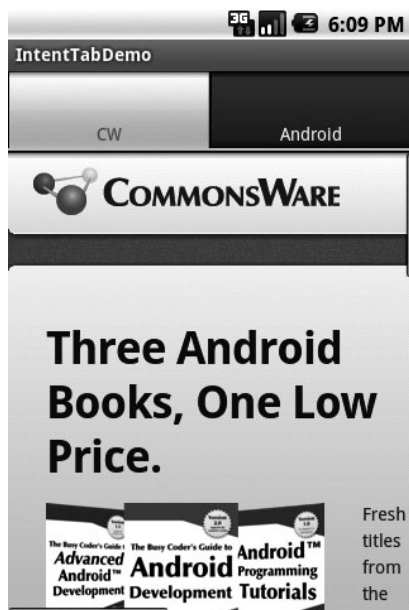 3G 6:09 PM
IntentTabDemo
CW Android
COMMONSWARE
Three Android
Books, One Low
Price.
Fresh
titles
from
the
The Busy Coder's Guide to
Advanced
Android™
Development
The Busy Coder's Guide to
Android
Development
Android™
Programming
Tutorials